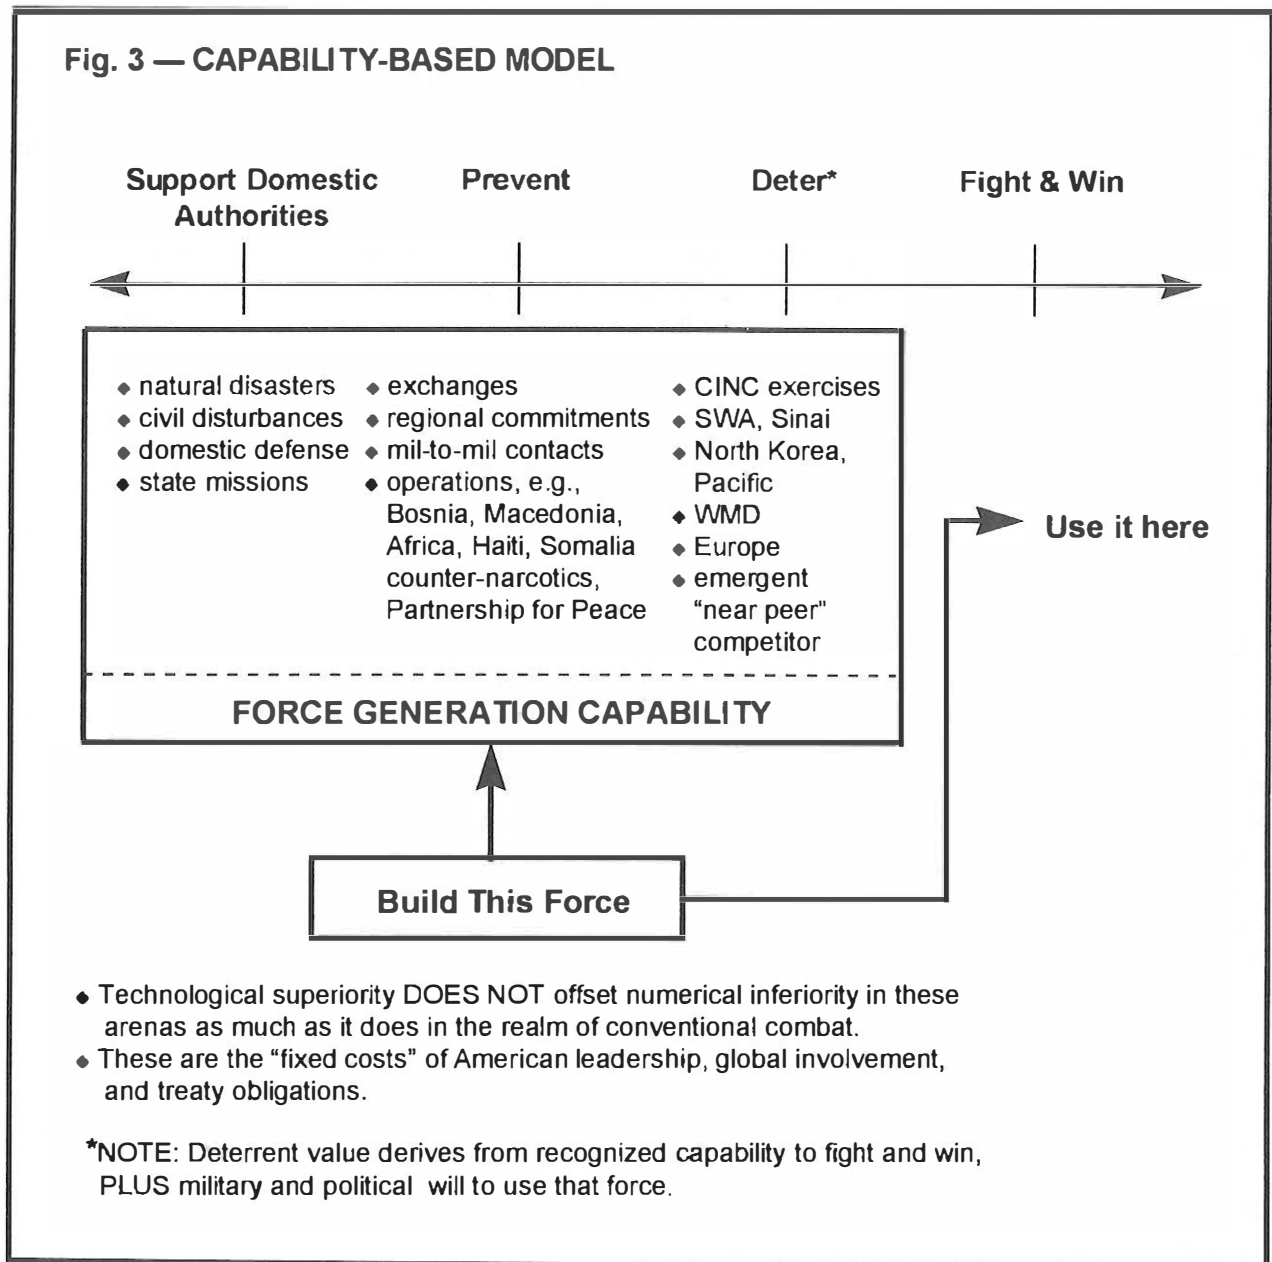 Fig. 3 — CAPABILITY-BASED MODEL
Support Domestic
Authorities
Prevent
Deter*
Fight & Win
◆ natural disasters
◆ civil disturbances
◆ domestic defense
◆ state missions
◆ exchanges
◆ regional commitments
◆ mil-to-mil contacts
◆ operations, e.g.,
Bosnia, Macedonia,
Africa, Haiti, Somalia
counter-narcotics,
Partnership for Peace
◆ CINC exercises
◆ SWA, Sinai
◆ North Korea,
Pacific
◆ WMD
◆ Europe
◆ emergent
“near peer"
competitor
Use it here
FORCE GENERATION CAPABILITY
Build This Force
◆ Technological superiority DOES NOT offset numerical inferiority in these
arenas as much as it does in the realm of conventional combat.
◆ These are the “fixed costs” of American leadership, global involvement,
and treaty obligations.
*NOTE: Deterrent value derives from recognized capability to fight and win,
PLUS military and political will to use that force.